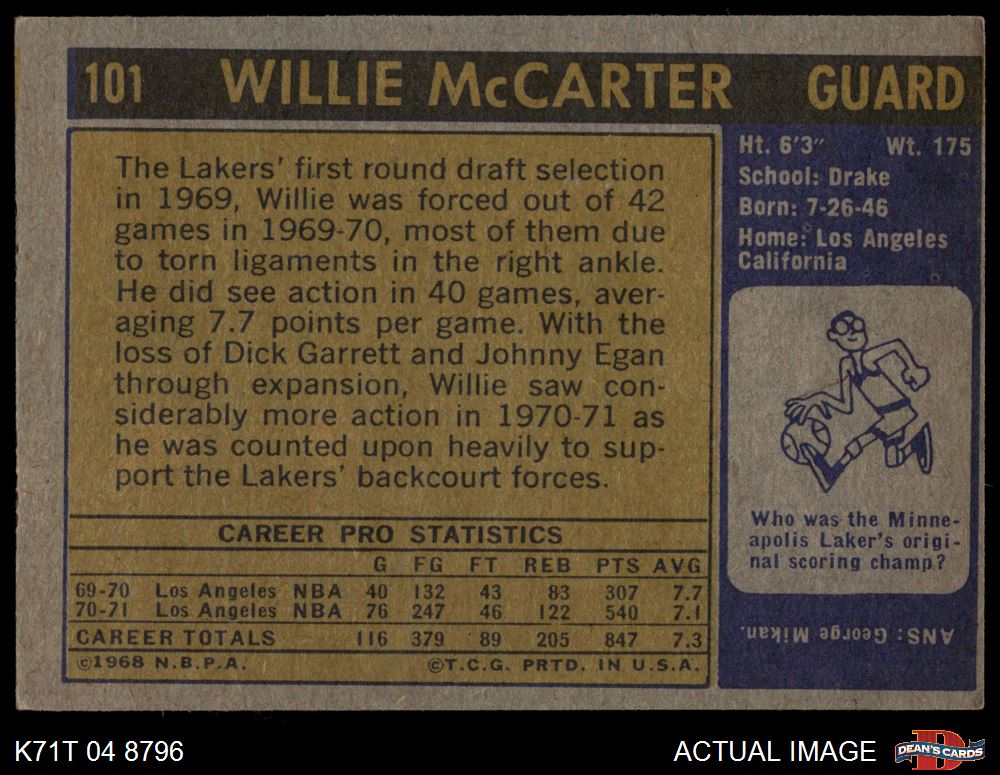 101 WILLIE McCARTER GUARD
The Lakers' first round draft selection
in 1969, Willie was forced out of 42
games in 1969-70, most of them due
to torn ligaments in the right ankle.
He did see action in 40 games, aver-
aging 7.7 points per game. With the
loss of Dick Garrett and Johnny Egan
through expansion, Willie saw con-
siderably more action in 1970-71 as
he was counted upon heavily to sup-
port the Lakers' backcourt forces.
CAREER PRO STATISTICS
G FG FT REB PTS AVG
69-70 Los Angeles NBA 40 132 43 83 307 7.7
70-71 Los Angeles NBA 76 247 46 122 540 7.1
CAREER TOTALS 116 379 89 205 847 7.3
©1968 N.B.P.A. ©T.C.G. PRTD. IN U.S.A.
Ht. 6'3" Wt. 175
School: Drake
Born: 7-26-46
Home: Los Angeles
California
Who was the Minne-
apolis Laker's origi-
nal scoring champ?
ANS: George Mikan.
K71T 04 8796 ACTUAL IMAGE DEAN'S CARDS